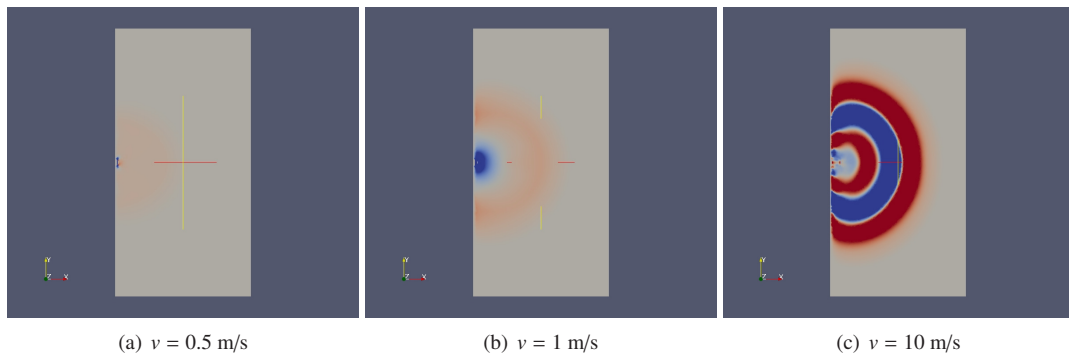 Y
Z
X
Y
Z
X
Y
Z
X
(a) v = 0.5 m/s
(b) v = 1 m/s
(c) v = 10 m/s